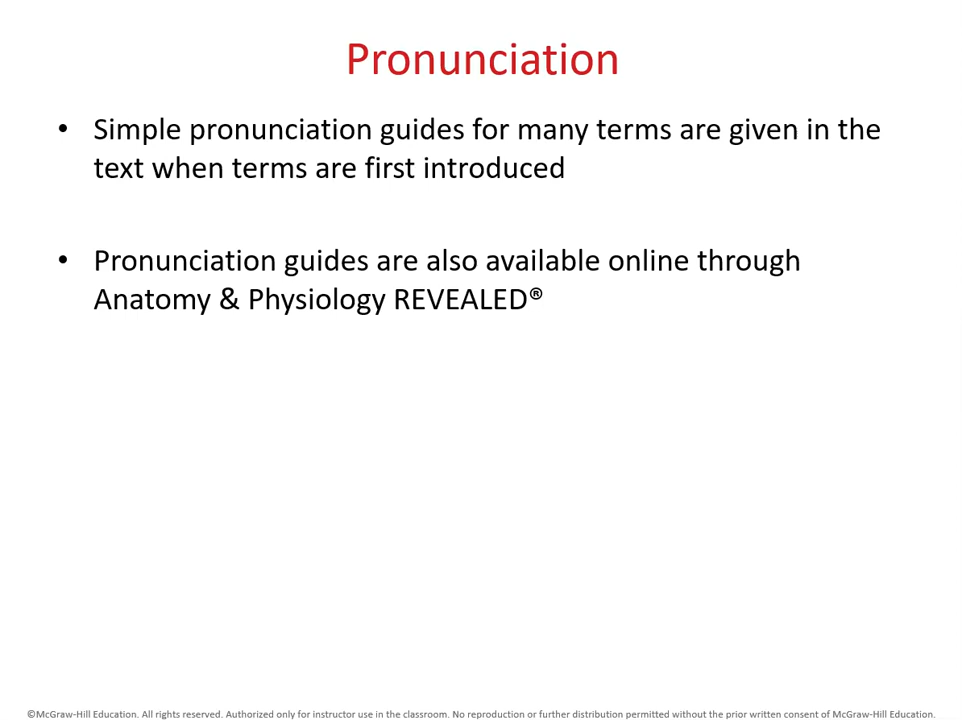 Pronunciation
• Simple pronunciation guides for many terms are given in the
text when terms are first introduced
• Pronunciation guides are also available online through
Anatomy & Physiology REVEALED®
©McGraw-Hill Education. All rights reserved. Authorized only for instructor use in the classroom. No reproduction or further distribution permitted without the prior written consent of McGraw-Hill Education.